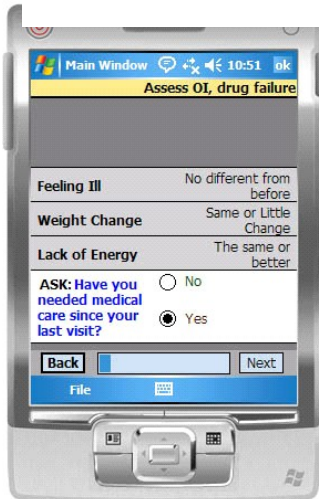 Main Window 10:51 ok
Assess OI, drug failure
Feeling Ill No different from
before
Weight Change Same or Little
Change
Lack of Energy The same or
better
ASK: Have you
needed medical
care since your
last visit?
No
Yes
Back Next
File